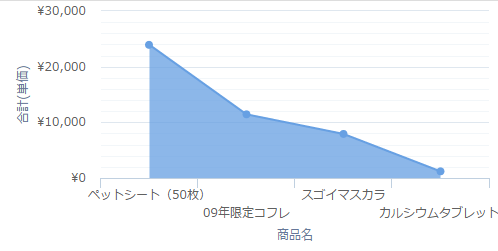 ¥30,000
¥20,000
¥10,000
¥0
合計(単価)
ペットシート（50枚）
スゴイマスカラ
09年限定コフレ
カルシウムタブレット
商品名